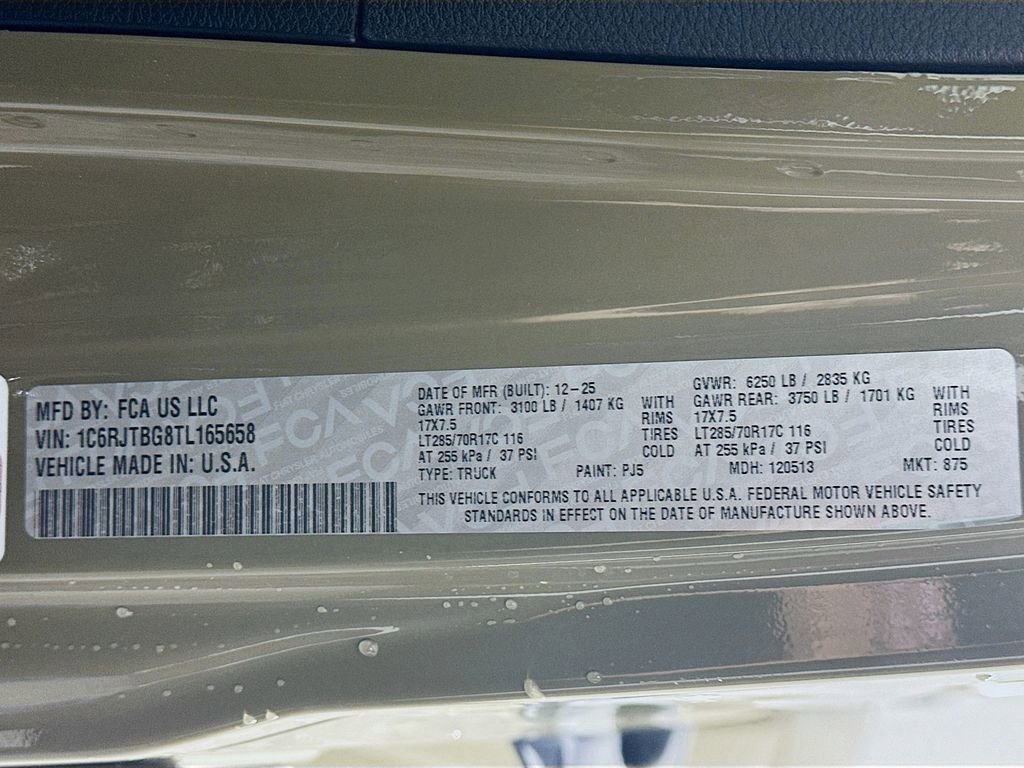 MFD BY: FCA US LLC
VIN: 1C6RJTBG8TL165658
VEHICLE MADE IN: U.S.A.
DATE OF MFR (BUILT): 12-25
GAWR FRONT: 3100 LB / 1407 KG WITH
17X7.5 RIMS
LT285/70R17C 116 TIRES
AT 255 kPa / 37 PSI COLD
GVWR: 6250 LB / 2835 KG
GAWR REAR: 3750 LB / 1701 KG WITH
17X7.5 RIMS
LT285/70R17C 116 TIRES
AT 255 kPa / 37 PSI COLD
TYPE: TRUCK PAINT: PJ5 MDH: 120513 MKT: 875
THIS VEHICLE CONFORMS TO ALL APPLICABLE U.S.A. FEDERAL MOTOR VEHICLE SAFETY
STANDARDS IN EFFECT ON THE DATE OF MANUFACTURE SHOWN ABOVE.